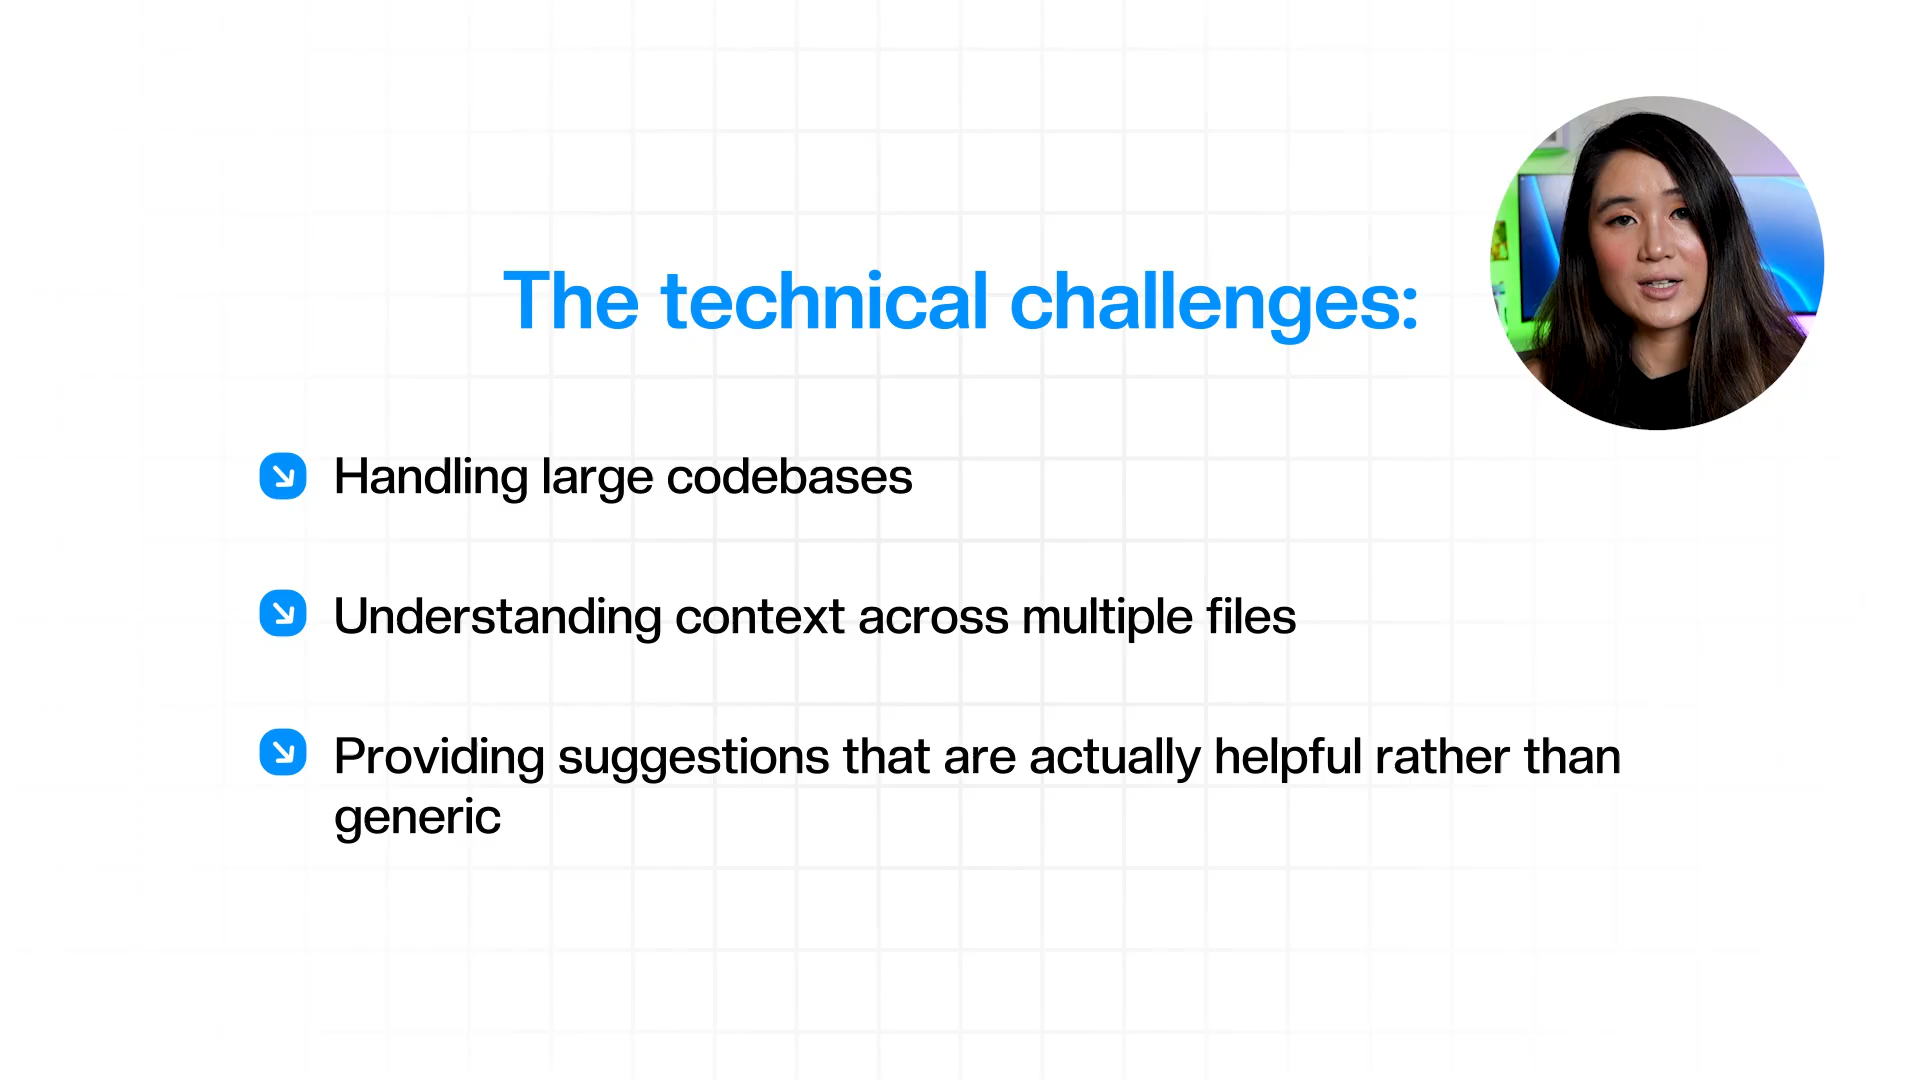 The technical challenges:
Handling large codebases
Understanding context across multiple files
Providing suggestions that are actually helpful rather than
generic